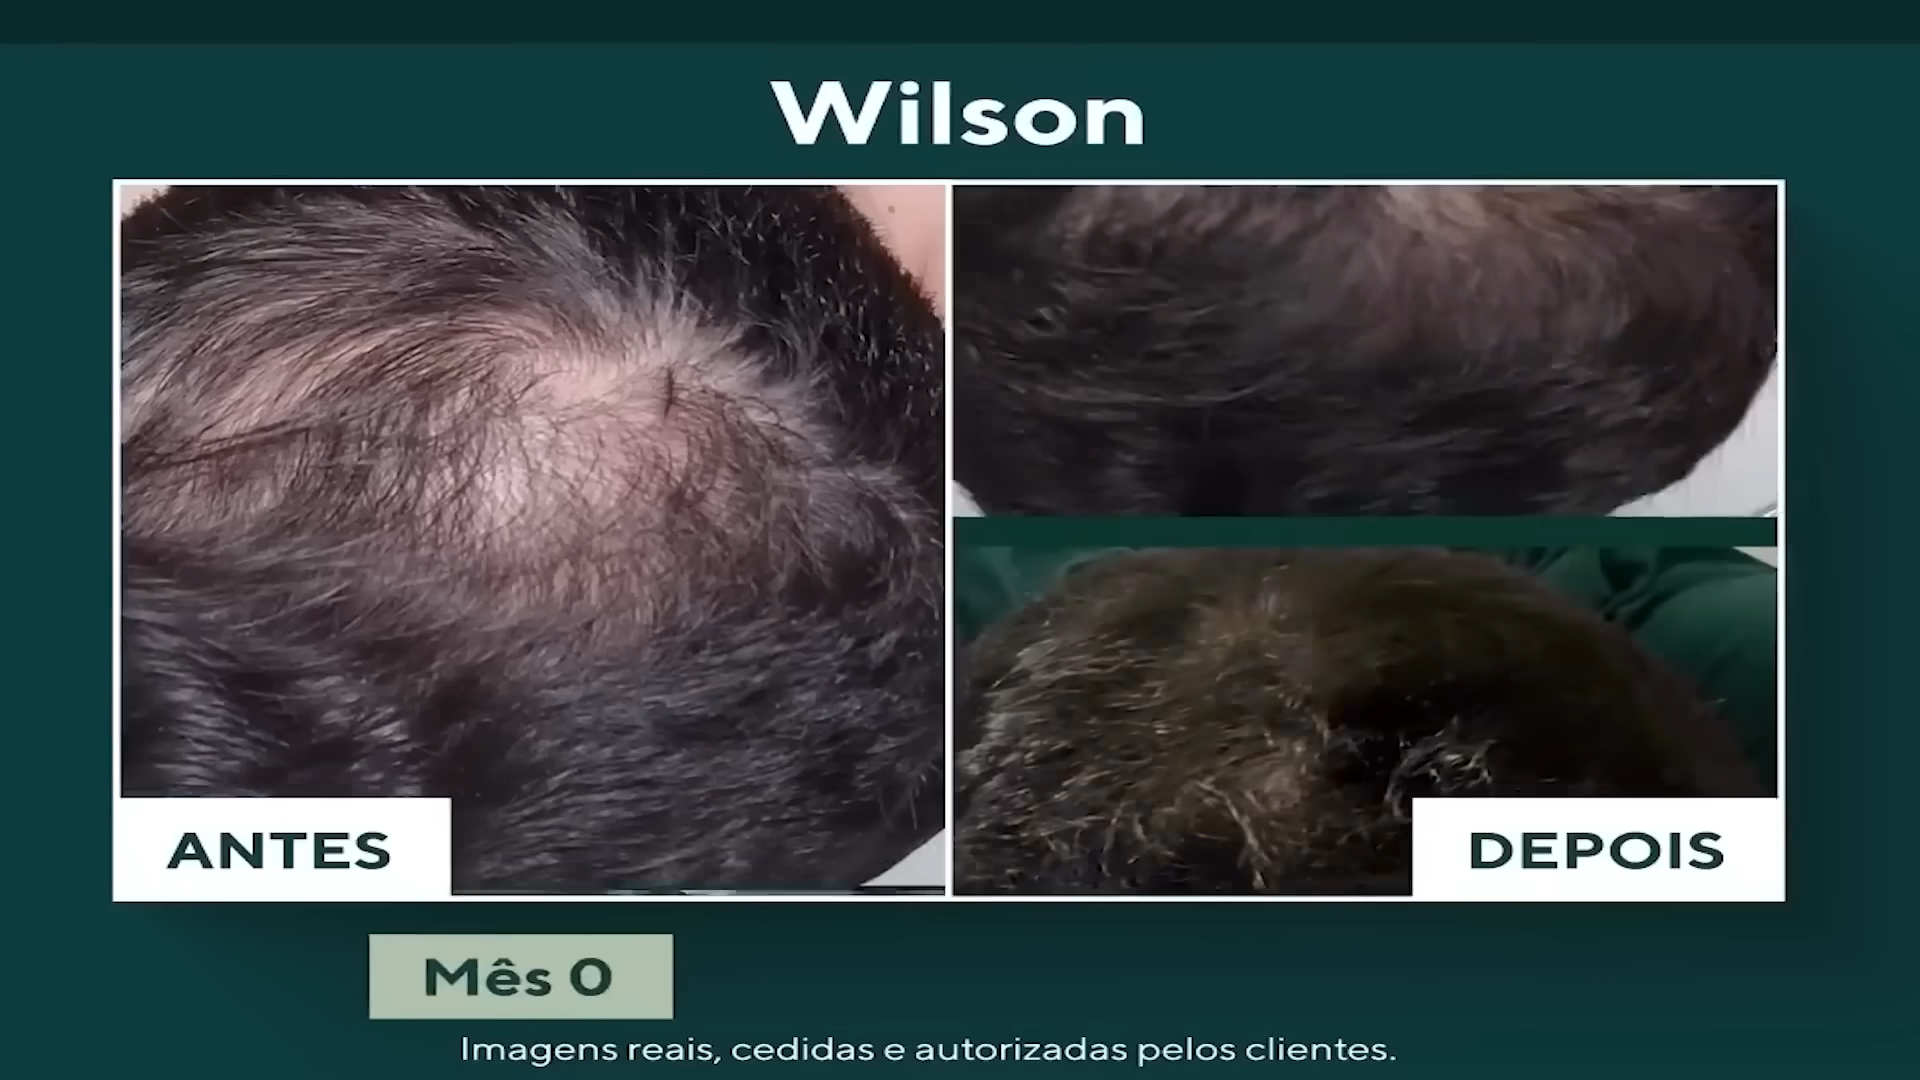 Wilson
ANTES
DEPOIS
Mês 0
Imagens reais, cedidas e autorizadas pelos clientes.